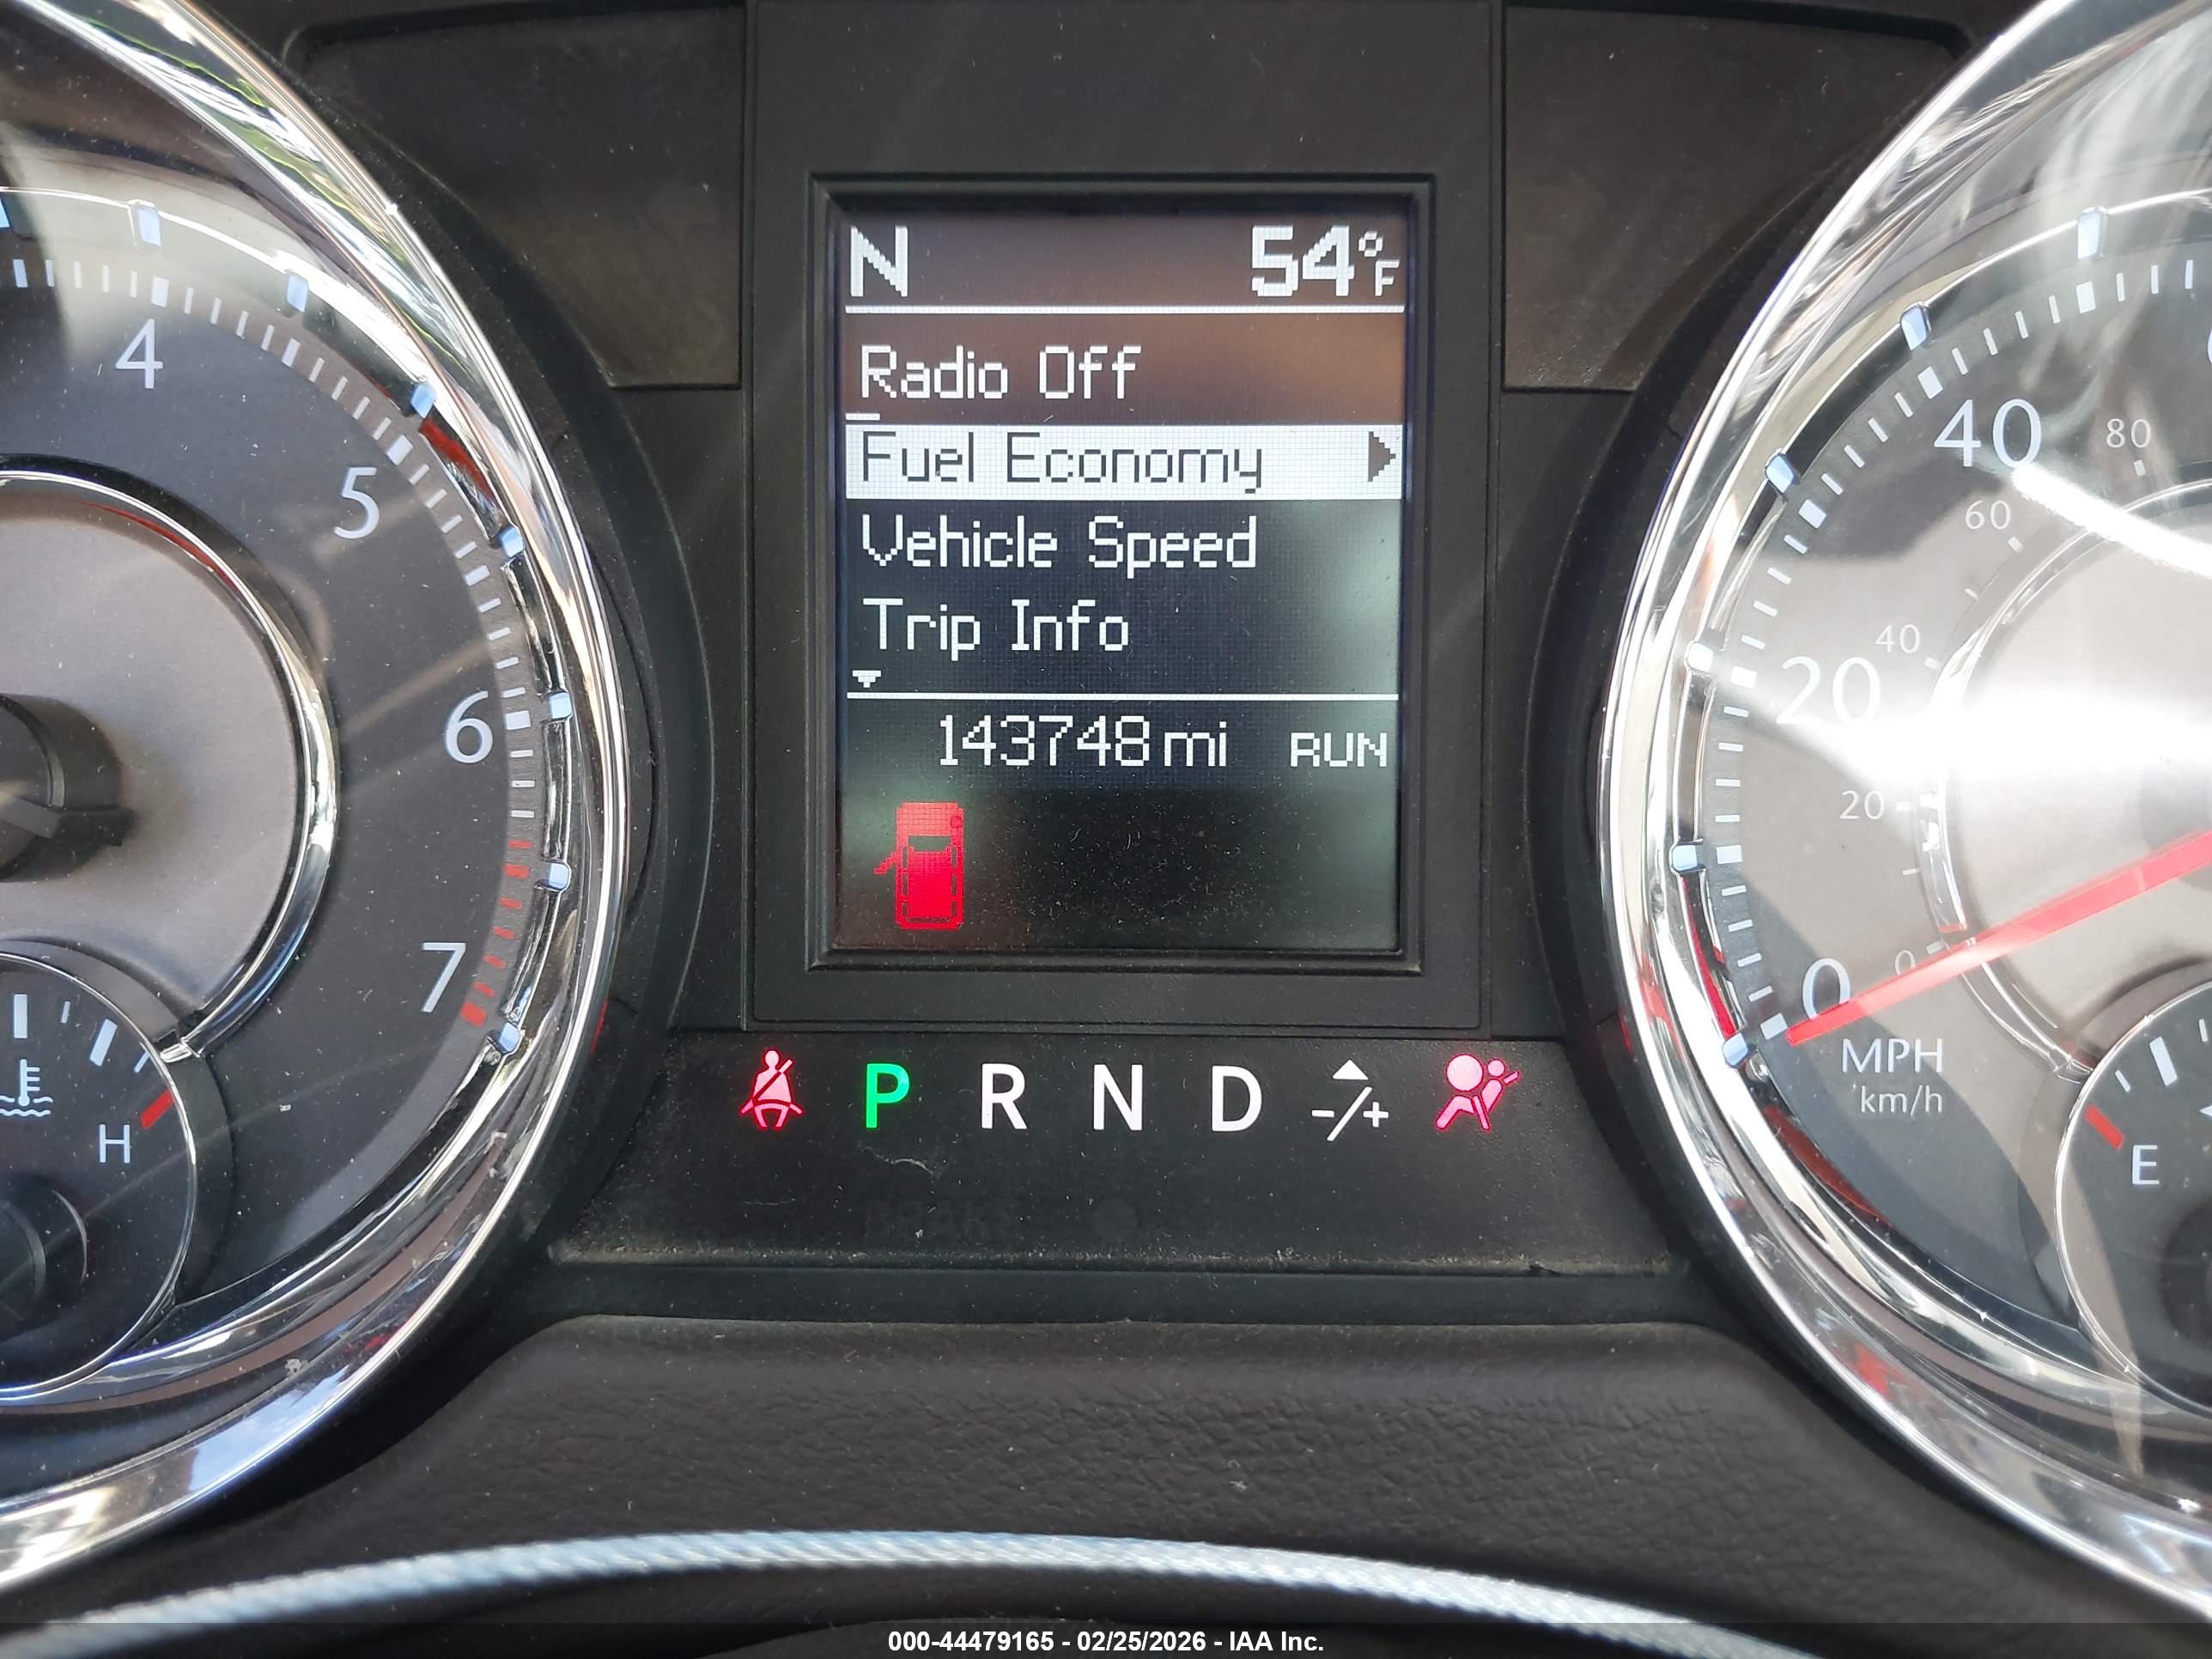 N 54°F
Radio Off
Fuel Economy
Vehicle Speed
Trip Info
143748 mi RUN
4
5
6
7
H
40
80
60
40
20
20
0
0
MPH
km/h
E
P R N D -/+
BRAKE
000-44479165 - 02/25/2026 - IAA Inc.